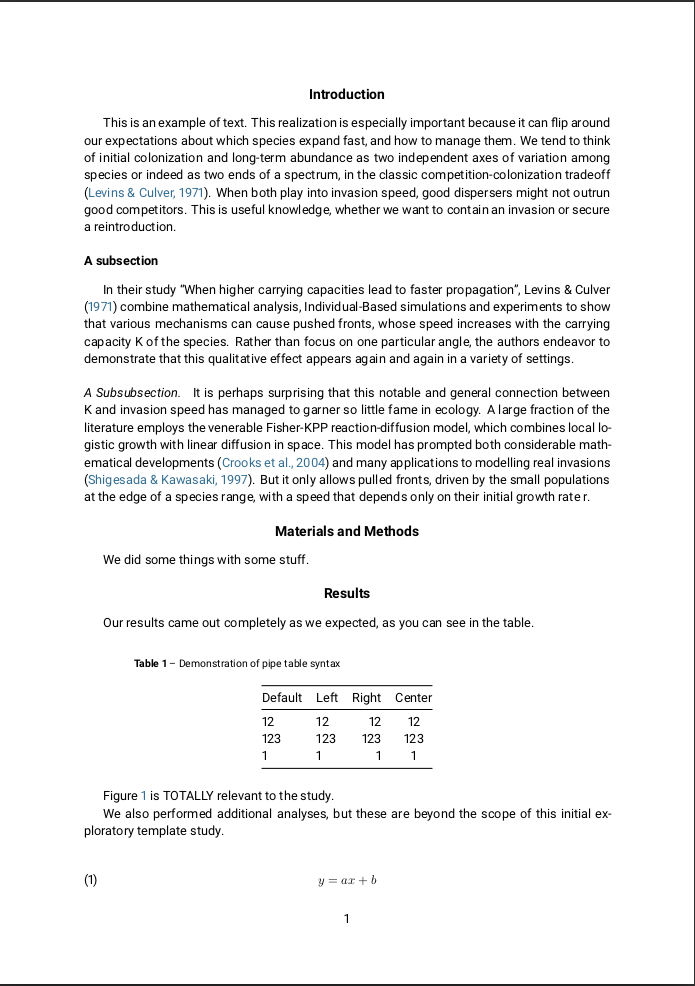 Introduction
This is an example of text. This realization is especially important because it can flip around
our expectations about which species expand fast, and how to manage them. We tend to think
of initial colonization and long-term abundance as two independent axes of variation among
species or indeed as two ends of a spectrum, in the classic competition-colonization tradeoff
(Levins & Culver, 1971). When both play into invasion speed, good dispersers might not outrun
good competitors. This is useful knowledge, whether we want to contain an invasion or secure
a reintroduction.
A subsection
In their study “When higher carrying capacities lead to faster propagation”, Levins & Culver
(1971) combine mathematical analysis, Individual-Based simulations and experiments to show
that various mechanisms can cause pushed fronts, whose speed increases with the carrying
capacity K of the species. Rather than focus on one particular angle, the authors endeavor to
demonstrate that this qualitative effect appears again and again in a variety of settings.
A Subsubsection. It is perhaps surprising that this notable and general connection between
K and invasion speed has managed to garner so little fame in ecology. A large fraction of the
literature employs the venerable Fisher-KPP reaction-diffusion model, which combines local lo-
gistic growth with linear diffusion in space. This model has prompted both considerable math-
ematical developments (Crooks et al., 2004) and many applications to modelling real invasions
(Shigesada & Kawasaki, 1997). But it only allows pulled fronts, driven by the small populations
at the edge of a species range, with a speed that depends only on their initial growth rate r.
Materials and Methods
We did some things with some stuff.
Results
Our results came out completely as we expected, as you can see in the table.
Table 1 – Demonstration of pipe table syntax
Default Left Right Center
12 12 12 12
123 123 123 123
1 1 1 1
Figure 1 is TOTALLY relevant to the study.
We also performed additional analyses, but these are beyond the scope of this initial ex-
ploratory template study.
(1) y = ax + b
1